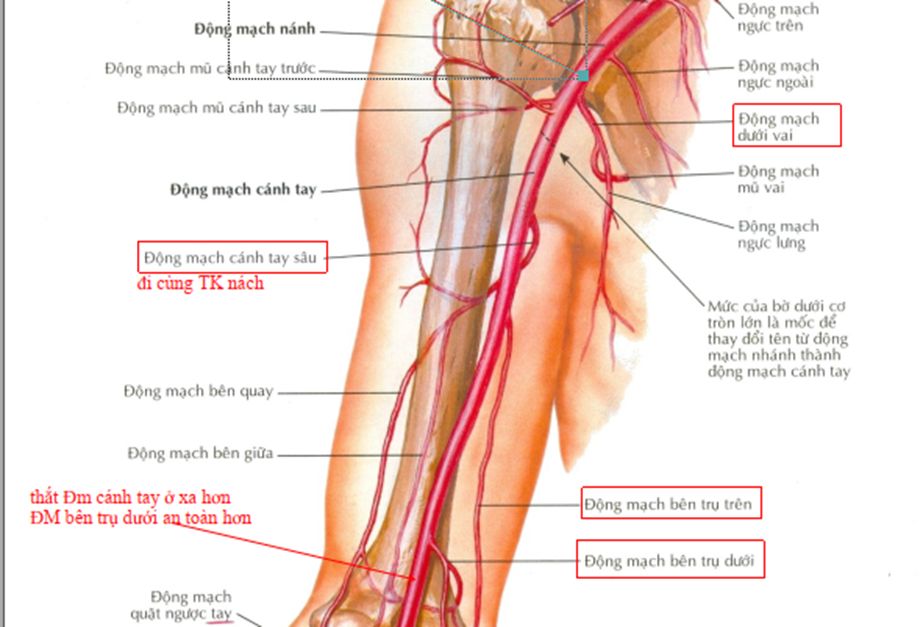 Động mạch
ngực trên
Động mạch nánh
Động mạch mũ cánh tay trước
Động mạch
ngực ngoài
Động mạch mũ cánh tay sau
Động mạch
dưới vai
Động mạch cánh tay
Động mạch
mũ vai
Động mạch
ngực lưng
Động mạch cánh tay sâu
đi cùng TK nách
Mức của bờ dưới cơ
tròn lớn là mốc để
thay đổi tên từ động
mạch nhánh thành
động mạch cánh tay
Động mạch bên quay
Động mạch bên giữa
thắt Đm cánh tay ở xa hơn
ĐM bên trụ dưới an toàn hơn
Động mạch bên trụ trên
Động mạch bên trụ dưới
Động mạch
quặt ngược tay